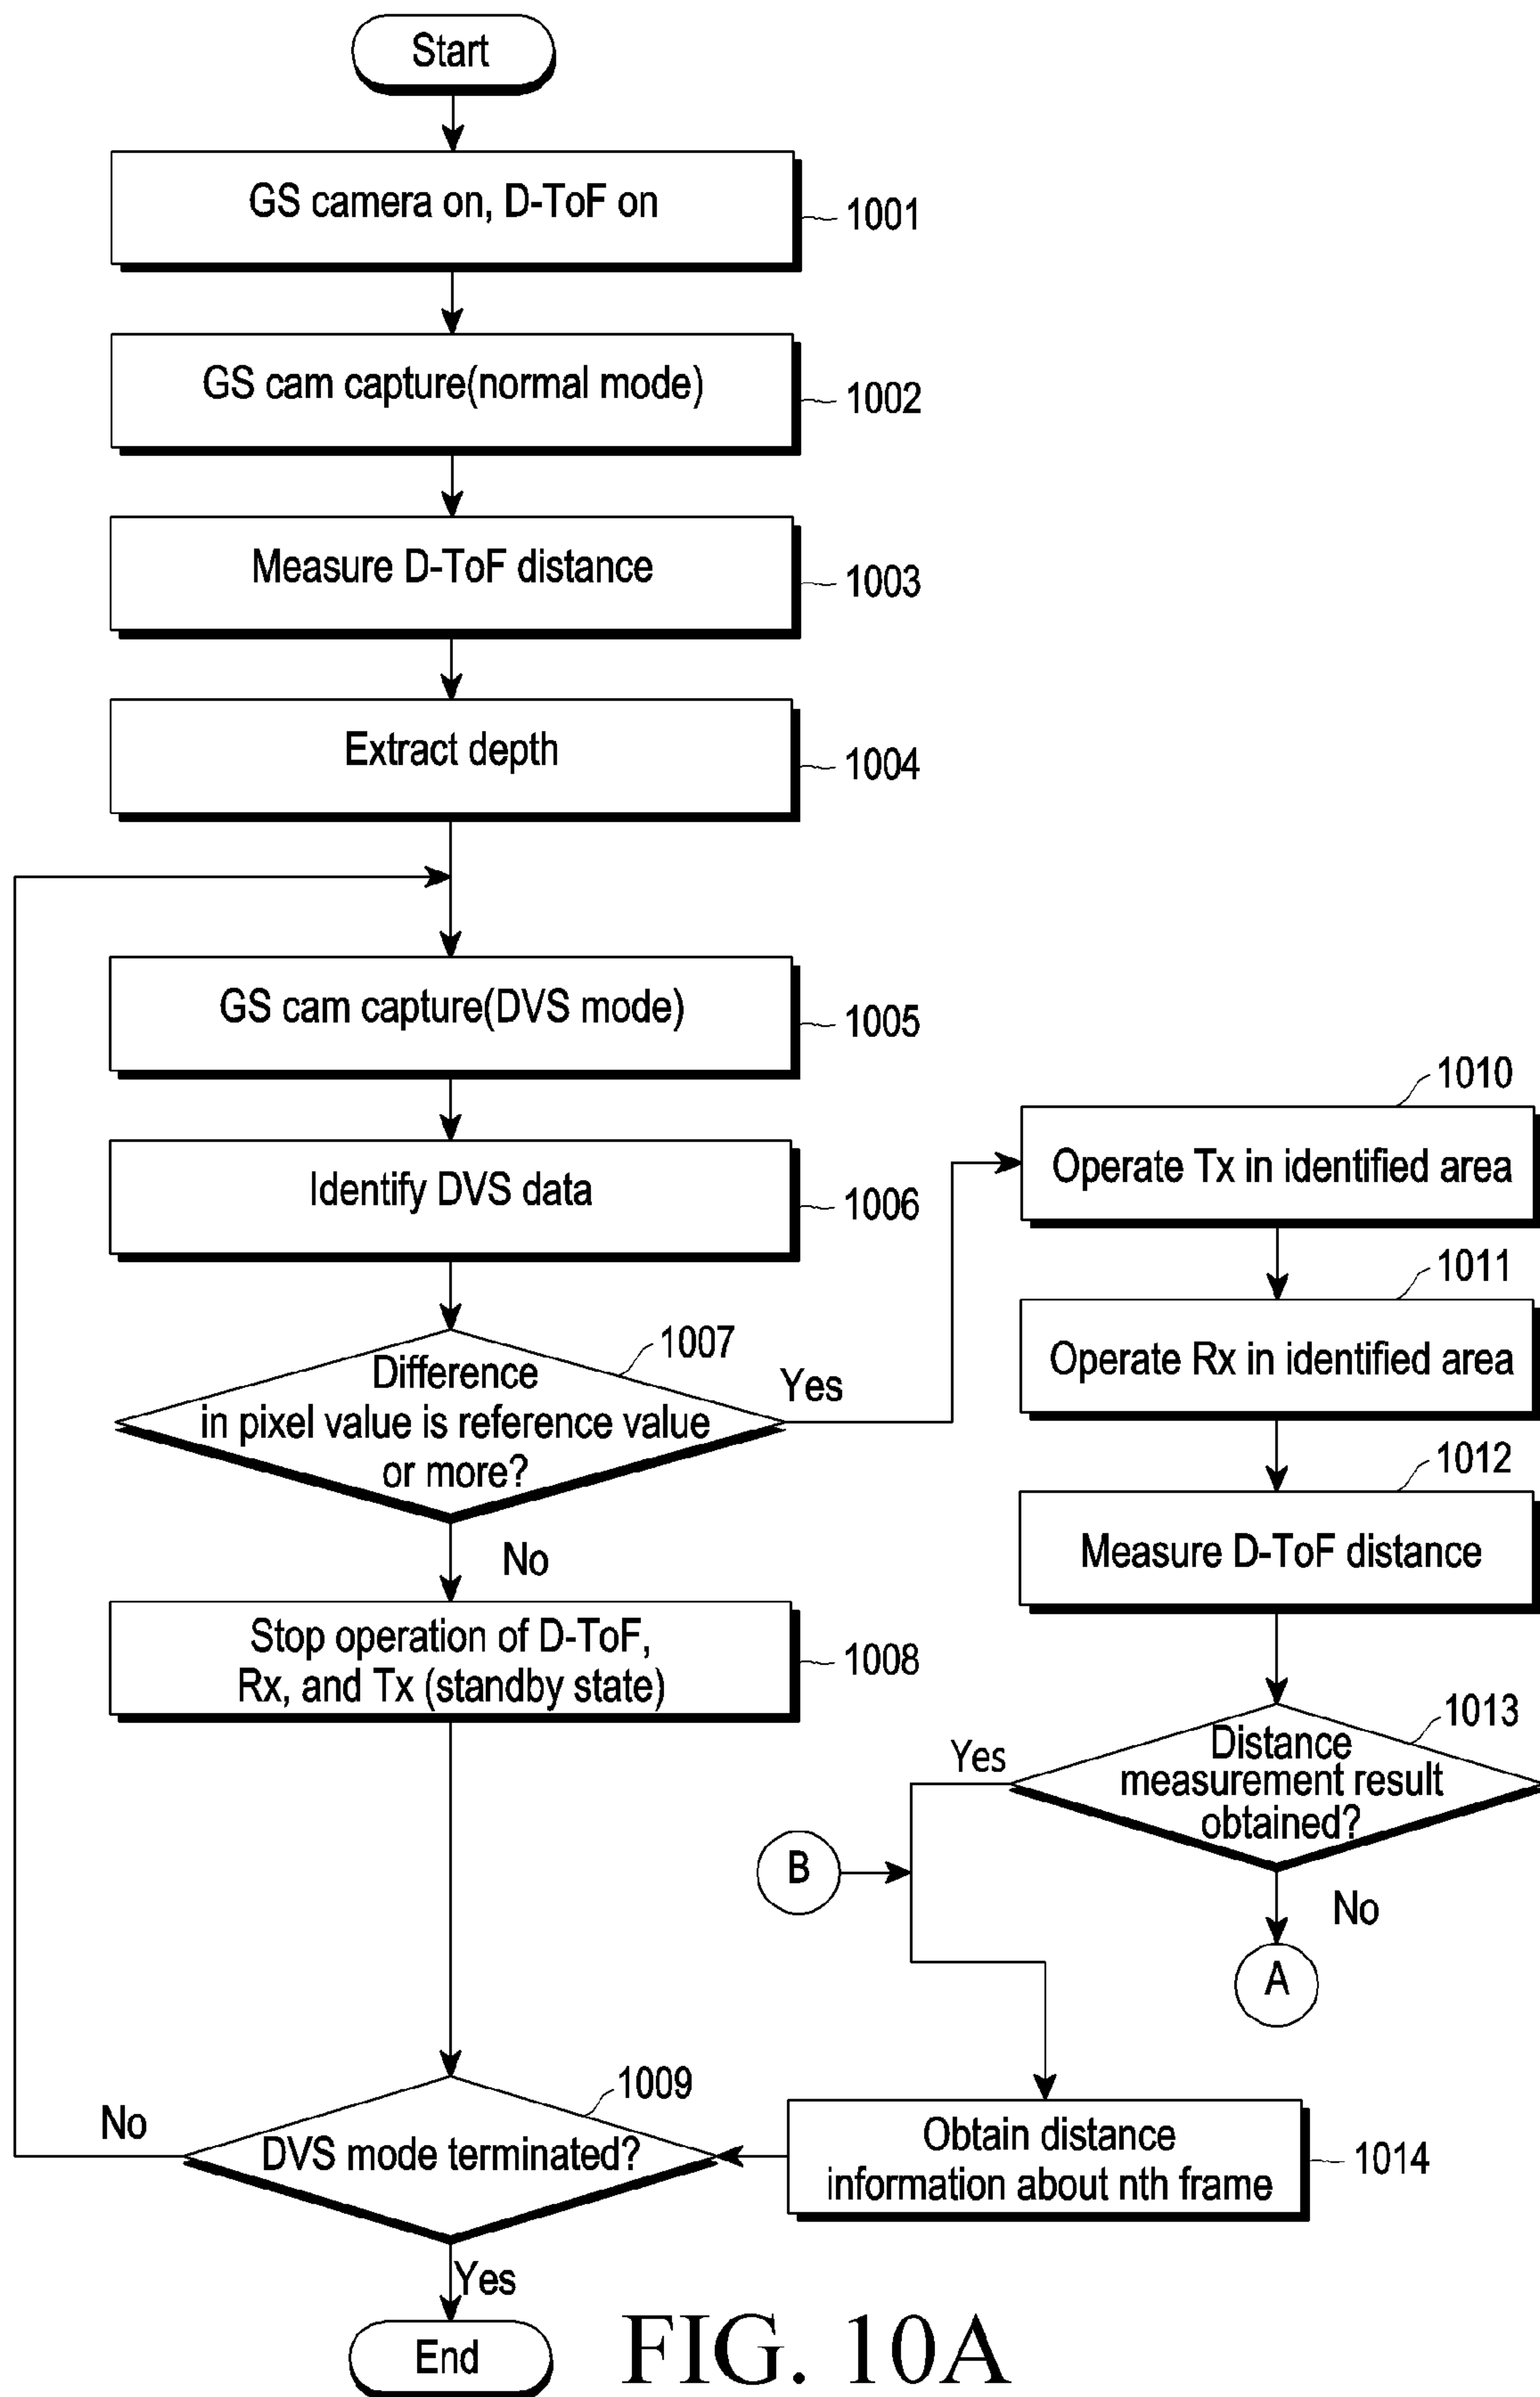 Start
GS camera on, D-ToF on
1001
GS cam capture(normal mode)
1002
Measure D-ToF distance
1003
Extract depth
1004
GS cam capture(DVS mode)
1005
Identify DVS data
1006
Difference
in pixel value is reference value
or more?
1007
Yes
No
Stop operation of D-ToF,
Rx, and Tx (standby state)
1008
DVS mode terminated?
1009
No
Yes
End
1010
Operate Tx in identified area
1011
Operate Rx in identified area
1012
Measure D-ToF distance
1013
Distance
measurement result
obtained?
Yes
No
B
A
Obtain distance
information about nth frame
1014
FIG. 10A